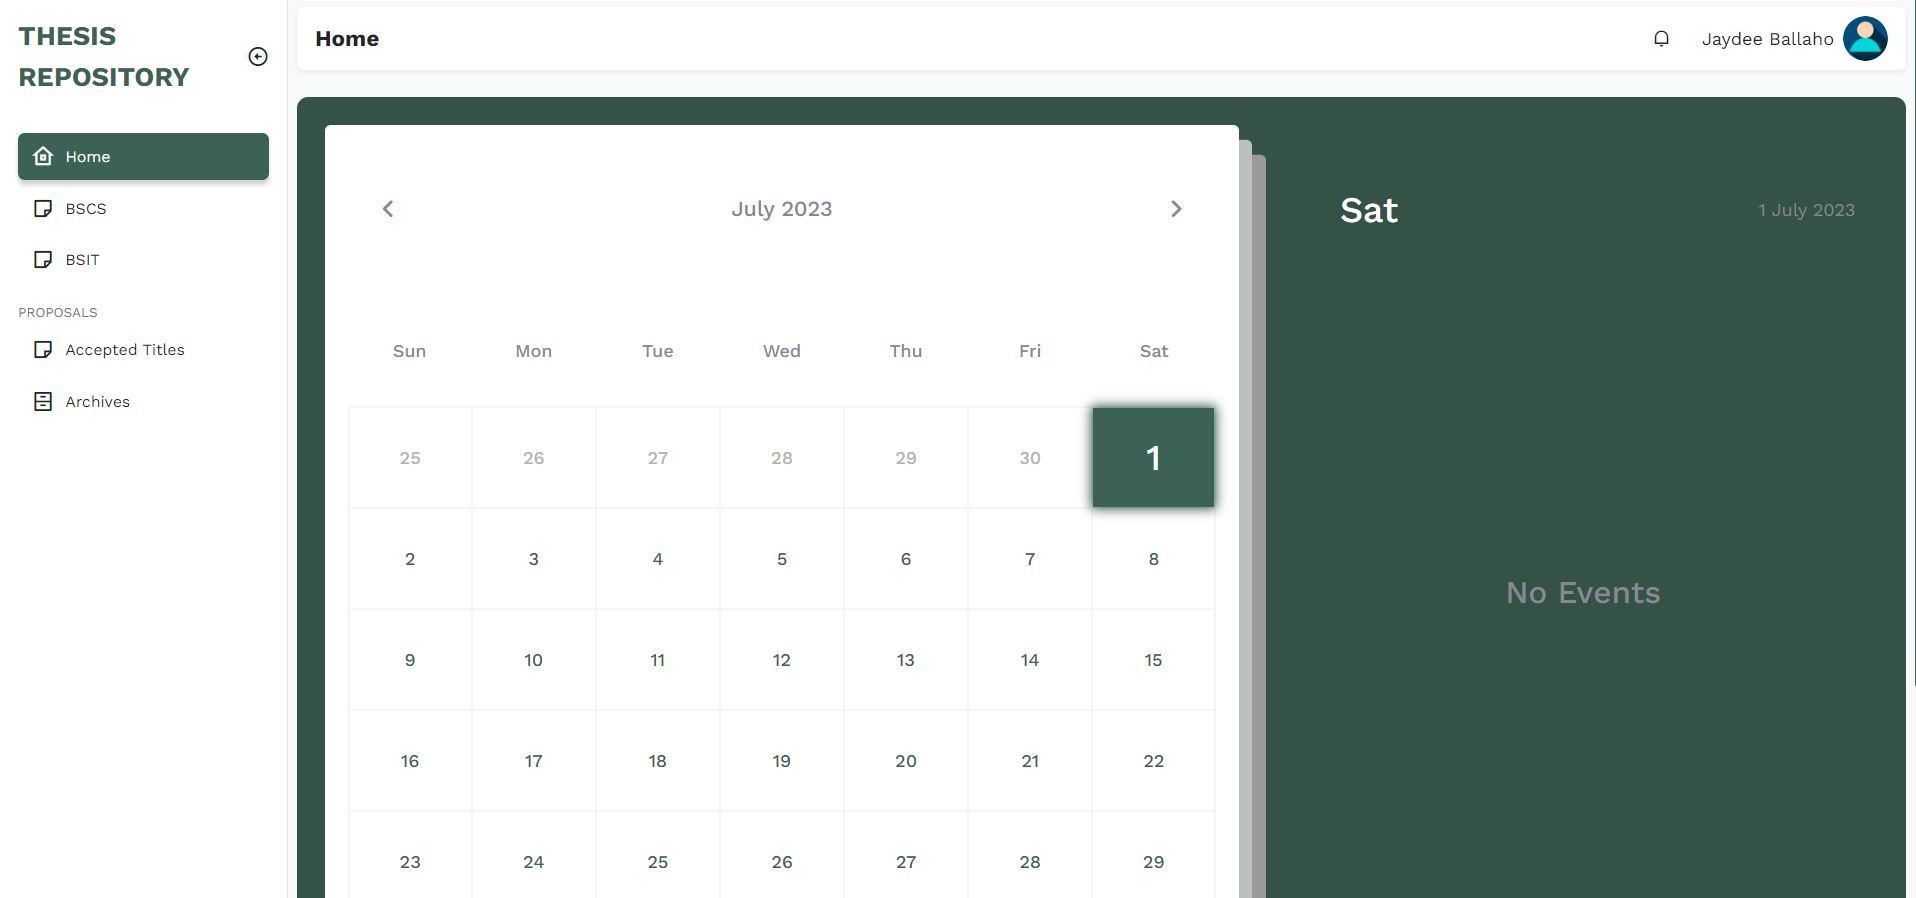 THESIS
REPOSITORY
Home
BSCS
BSIT
PROPOSALS
Accepted Titles
Archives
Home
Jaydee Ballaho
July 2023
Sun Mon Tue Wed Thu Fri Sat
25 26 27 28 29 30 1
2 3 4 5 6 7 8
9 10 11 12 13 14 15
16 17 18 19 20 21 22
23 24 25 26 27 28 29
Sat
1 July 2023
No Events